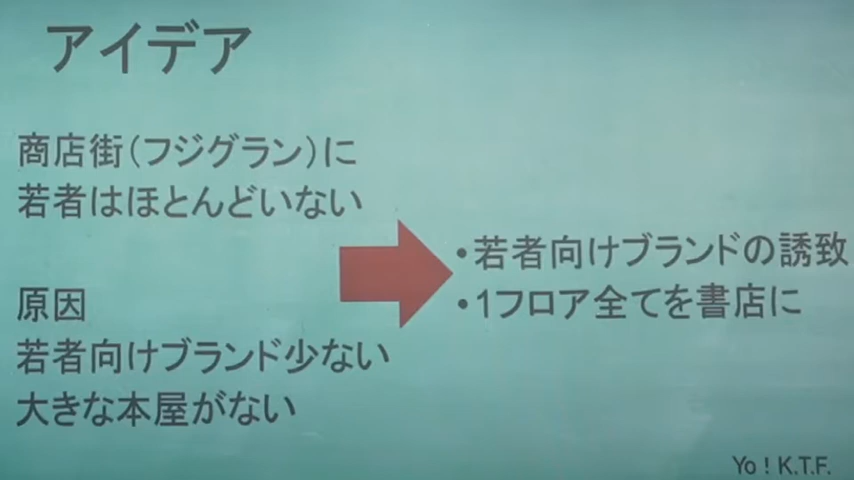 アイデア
商店街(フジグラン)に
若者はほとんどいない
原因
若者向けブランド少ない
大きな本屋がない
・若者向けブランドの誘致
・1フロア全てを書店に
Yo!K.T.F.